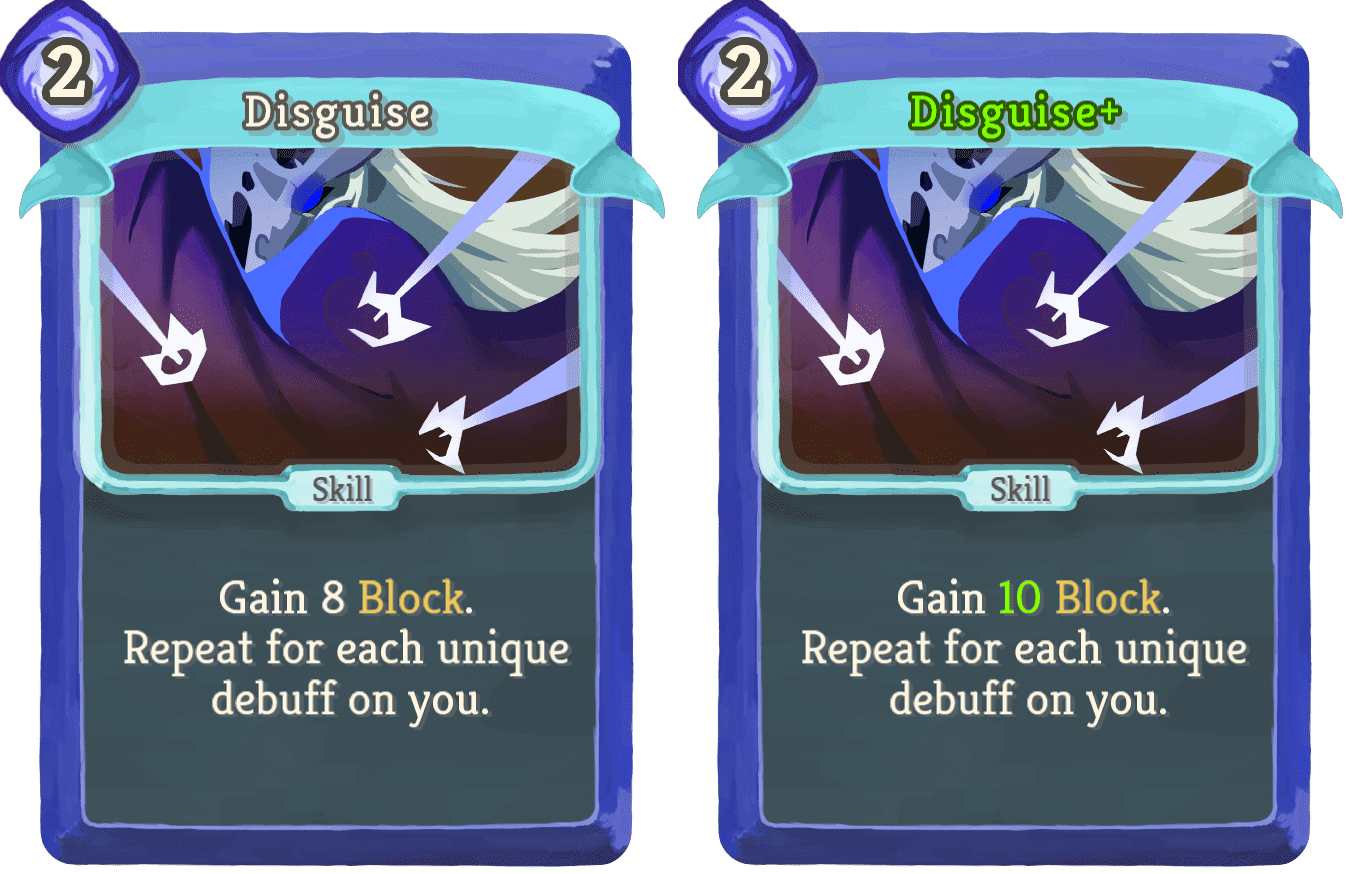 2
Disguise
Skill
Gain 8 Block.
Repeat for each unique
debuff on you.
2
Disguise+
Skill
Gain 10 Block.
Repeat for each unique
debuff on you.